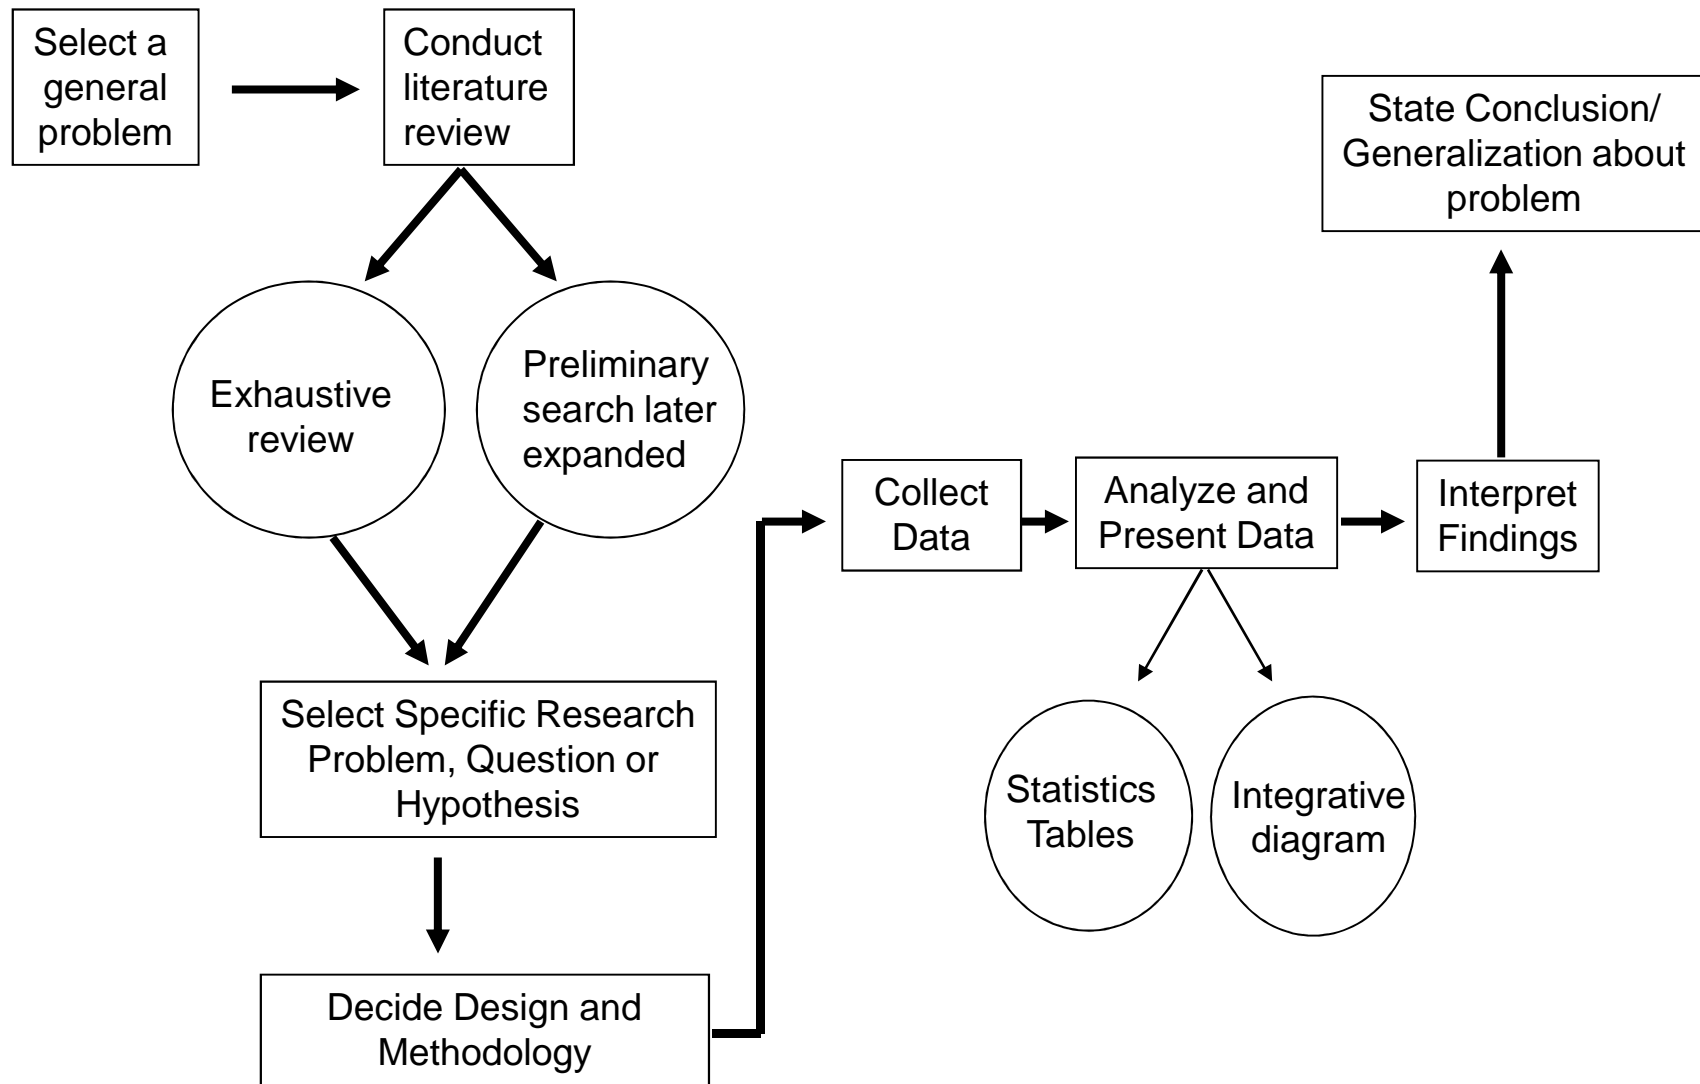 Select a
general
problem
Conduct
literature
review
Exhaustive
review
Preliminary
search later
expanded
Select Specific Research
Problem, Question or
Hypothesis
Decide Design and
Methodology
Collect
Data
Analyze and
Present Data
Statistics
Tables
Integrative
diagram
Interpret
Findings
State Conclusion/
Generalization about
problem